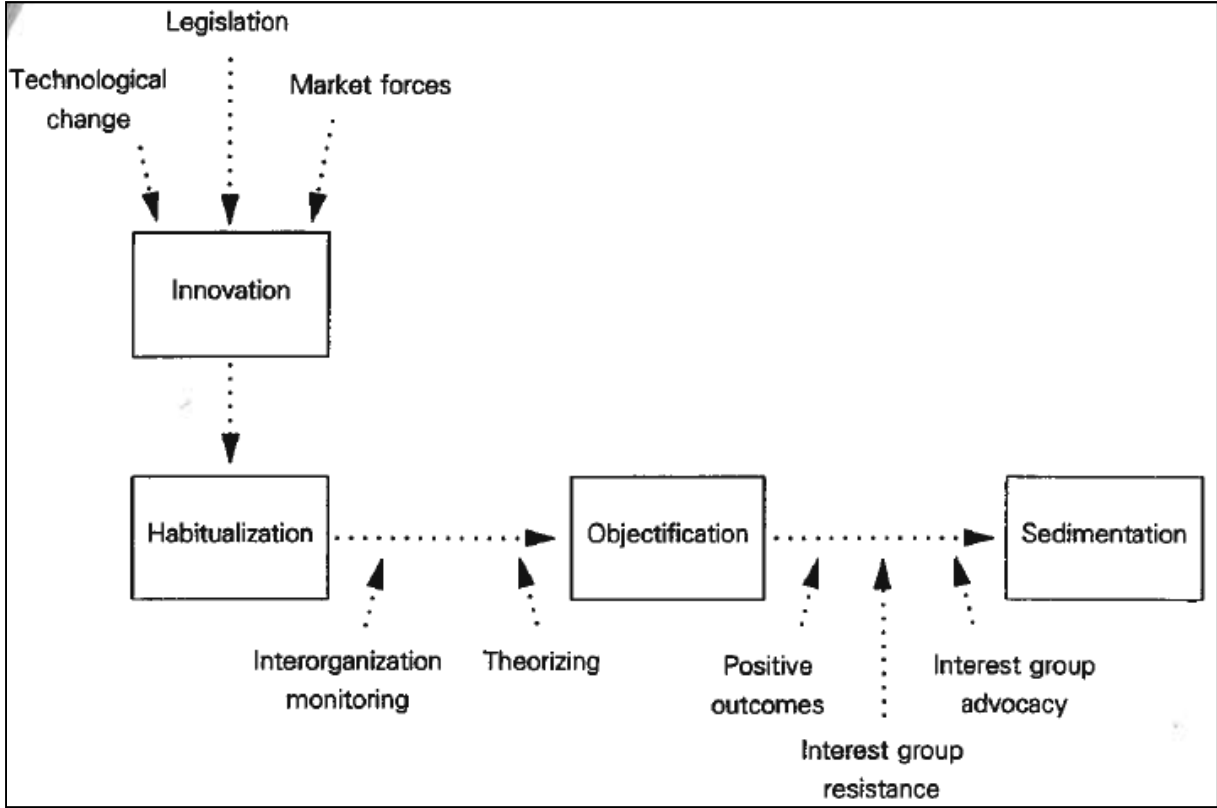 Legislation
Technological
change
Market forces
Innovation
Habitualization
Objectification
Sedimentation
Interorganization
monitoring
Theorizing
Positive
outcomes
Interest group
advocacy
Interest group
resistance